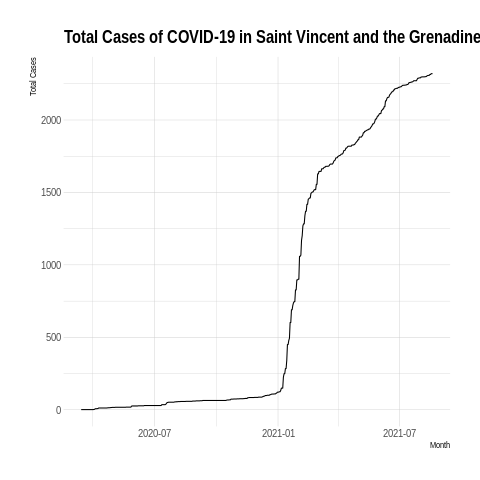 Total Cases of COVID-19 in Saint Vincent and the Grenadine
Total Cases
2000
1500
1000
500
0
2020-07 2021-01 2021-07
Month